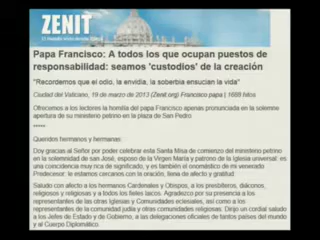 ZENIT
El mundo visto desde Roma
Papa Francisco: A todos los que ocupan puestos de
responsabilidad: seamos 'custodios' de la creación
"Recordemos que el odio, la envidia, la soberbia ensucian la vida"
Ciudad del Vaticano, 19 de marzo de 2013 (Zenit.org) Francisco papa | 1688 hitos
Ofrecemos a los lectores la homilía del papa Francisco apenas pronunciada en la solemne
apertura de su ministerio petrino en la plaza de San Pedro.
*****
Queridos hermanos y hermanas:
Doy gracias al Señor por poder celebrar esta Santa Misa de comienzo del ministerio petrino
en la solemnidad de san José, esposo de la Virgen María y patrono de la Iglesia universal: es
una coincidencia muy rica de significado, y es también el onomástico de mi venerado
Predecesor: le estamos cercanos con la oración, llena de afecto y gratitud.
Saludo con afecto a los hermanos Cardenales y Obispos, a los presbíteros, diáconos,
religiosos y religiosas y a todos los fieles laicos. Agradezco por su presencia a los
representantes de las otras Iglesias y Comunidades eclesiales, así como a los
representantes de la comunidad judía y otras comunidades religiosas. Dirijo un cordial saludo
a los Jefes de Estado y de Gobierno, a las delegaciones oficiales de tantos países del mundo
y al Cuerpo Diplomático.